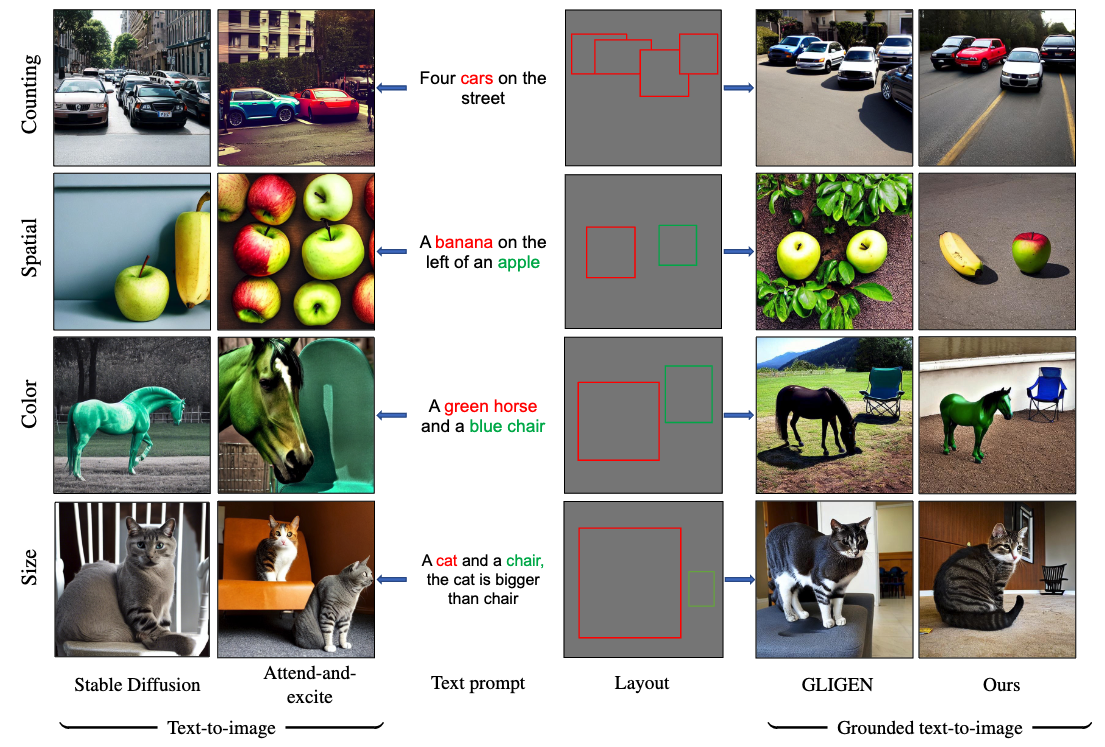 Counting
Four cars on the
street
Spatial
A banana on the
left of an apple
Color
A green horse
and a blue chair
Size
A cat and a chair,
the cat is bigger
than chair
Stable Diffusion
Attend-and-
excite
Text prompt
Layout
GLIGEN
Ours
Text-to-image
Grounded text-to-image